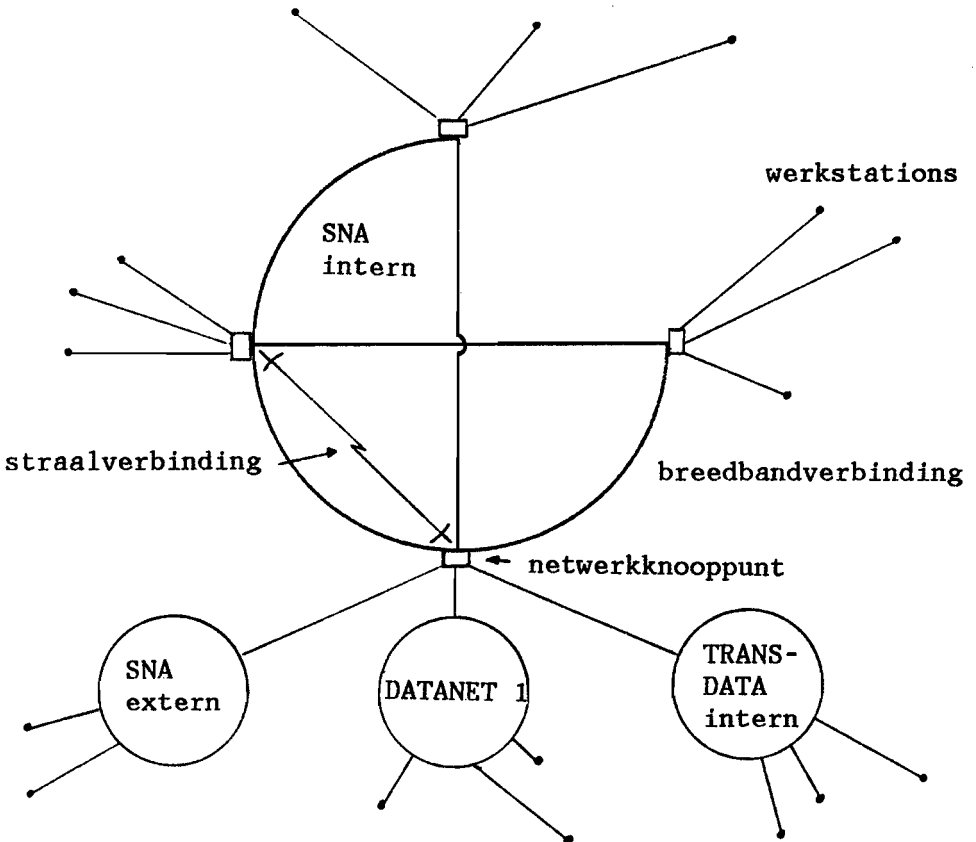 werkstations
SNA
intern
straalverbinding
breedbandverbinding
netwerkknooppunt
SNA
extern
DATANET 1
TRANS-
DATA
intern